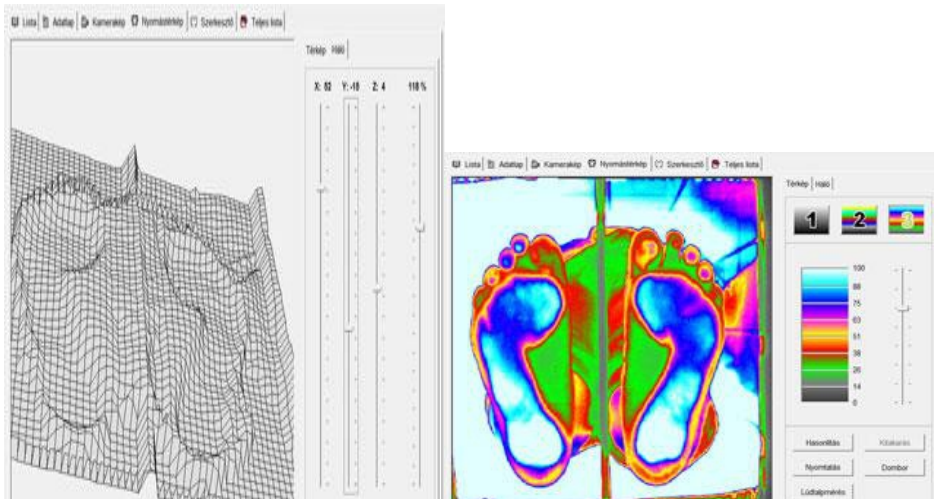 Lista Adatlap Kamerakép Nyomástérkép Szerkesztő Teljes lista
Térkép Háló
X: 62 Y: -18 Z: 4 118 %
Lista Adatlap Kamerakép Nyomástérkép Szerkesztő Teljes lista
Térkép Háló
1 2 3
100
88
75
63
51
38
26
14
0
Hasonlítás Kitakarás
Nyomtatás Dombor
Lúdtalpmérés